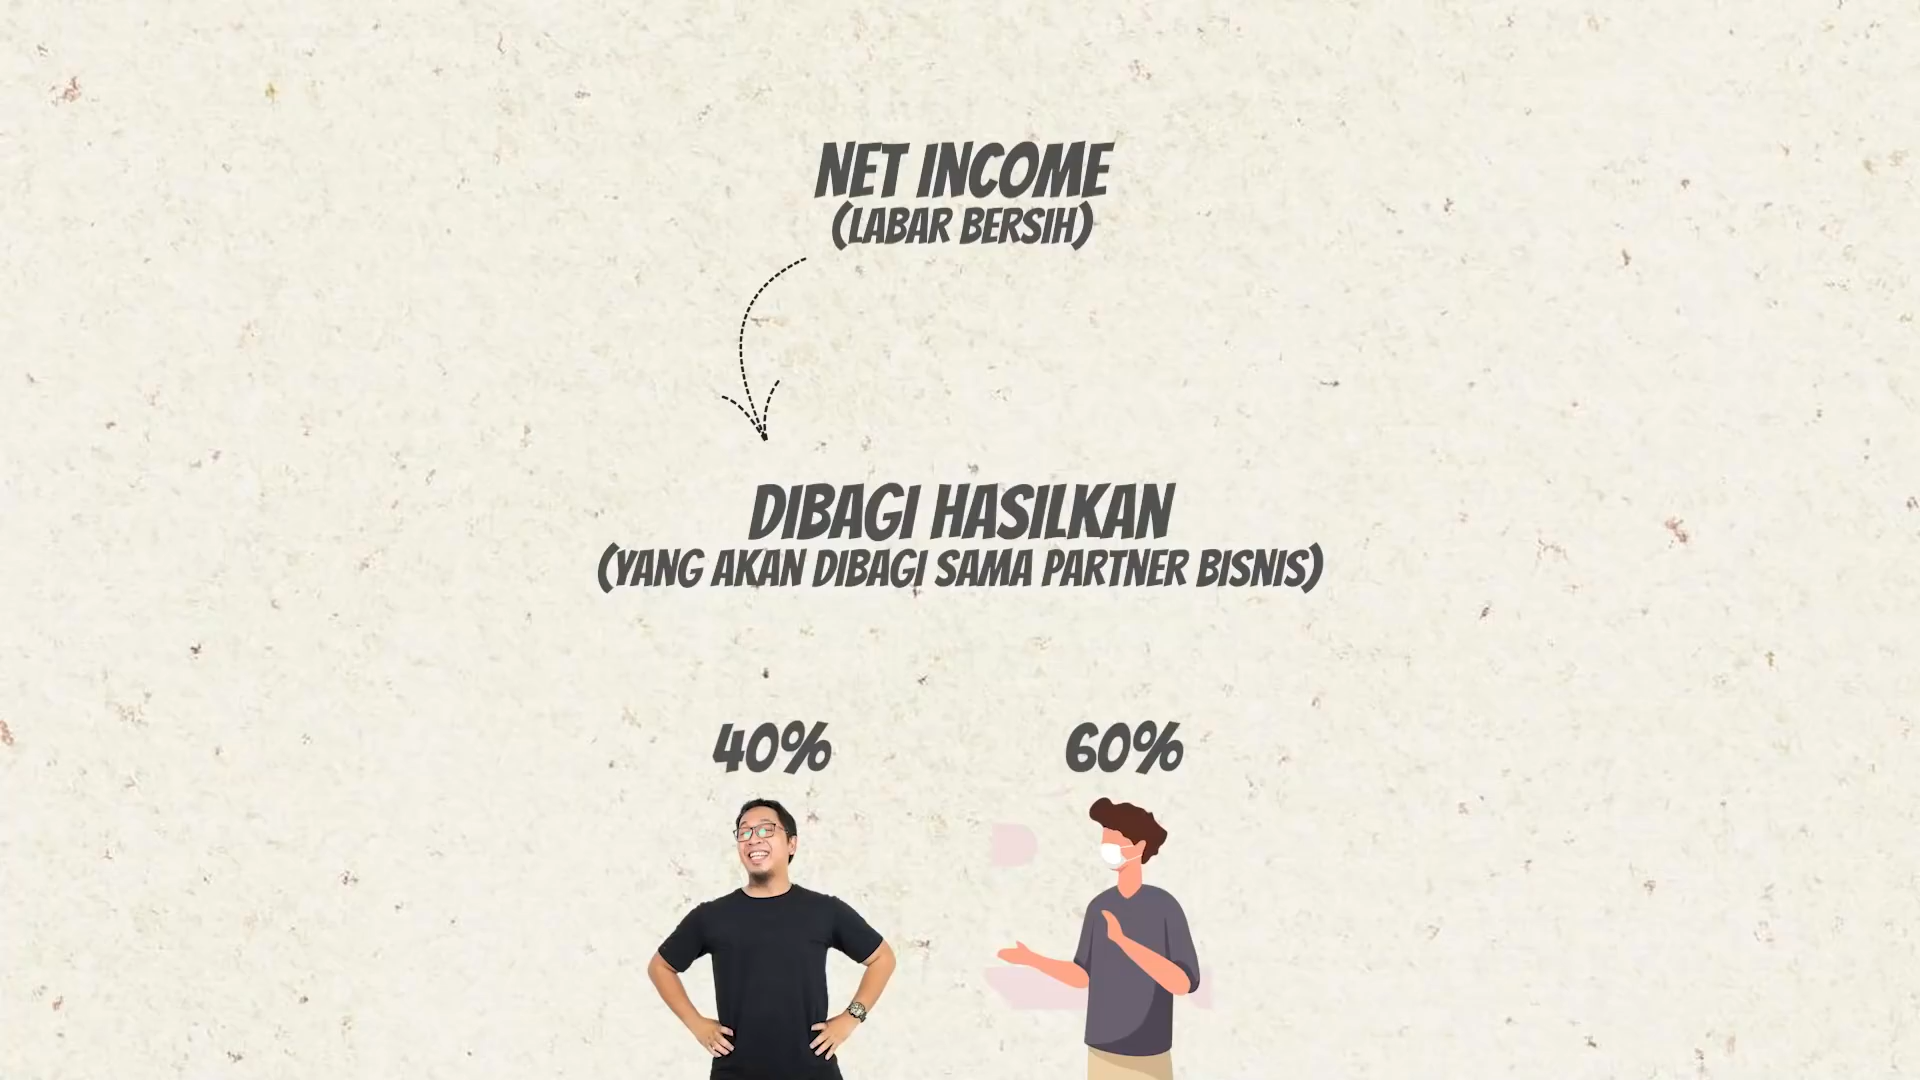 NET INCOME
(LABAR BERSIH)
DIBAGI HASILKAN
(YANG AKAN DIBAGI SAMA PARTNER BISNIS)
40% 60%